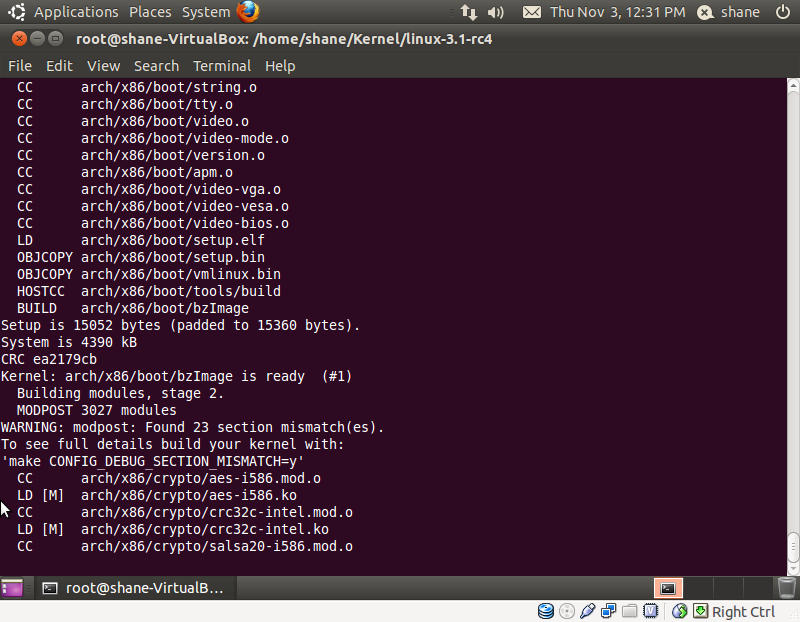 Applications Places System Thu Nov 3, 12:31 PM shane
root@shane-VirtualBox: /home/shane/Kernel/linux-3.1-rc4
File Edit View Search Terminal Help
CC arch/x86/boot/string.o
CC arch/x86/boot/tty.o
CC arch/x86/boot/video.o
CC arch/x86/boot/video-mode.o
CC arch/x86/boot/version.o
CC arch/x86/boot/apm.o
CC arch/x86/boot/video-vga.o
CC arch/x86/boot/video-vesa.o
CC arch/x86/boot/video-bios.o
LD arch/x86/boot/setup.elf
OBJCOPY arch/x86/boot/setup.bin
OBJCOPY arch/x86/boot/vmlinux.bin
HOSTCC arch/x86/boot/tools/build
BUILD arch/x86/boot/bzImage
Setup is 15052 bytes (padded to 15360 bytes).
System is 4390 kB
CRC ea2179cb
Kernel: arch/x86/boot/bzImage is ready (#1)
Building modules, stage 2.
MODPOST 3027 modules
WARNING: modpost: Found 23 section mismatch(es).
To see full details build your kernel with:
'make CONFIG_DEBUG_SECTION_MISMATCH=y'
CC arch/x86/crypto/aes-i586.mod.o
LD [M] arch/x86/crypto/aes-i586.ko
CC arch/x86/crypto/crc32c-intel.mod.o
LD [M] arch/x86/crypto/crc32c-intel.ko
CC arch/x86/crypto/salsa20-i586.mod.o
root@shane-VirtualB...
Right Ctrl